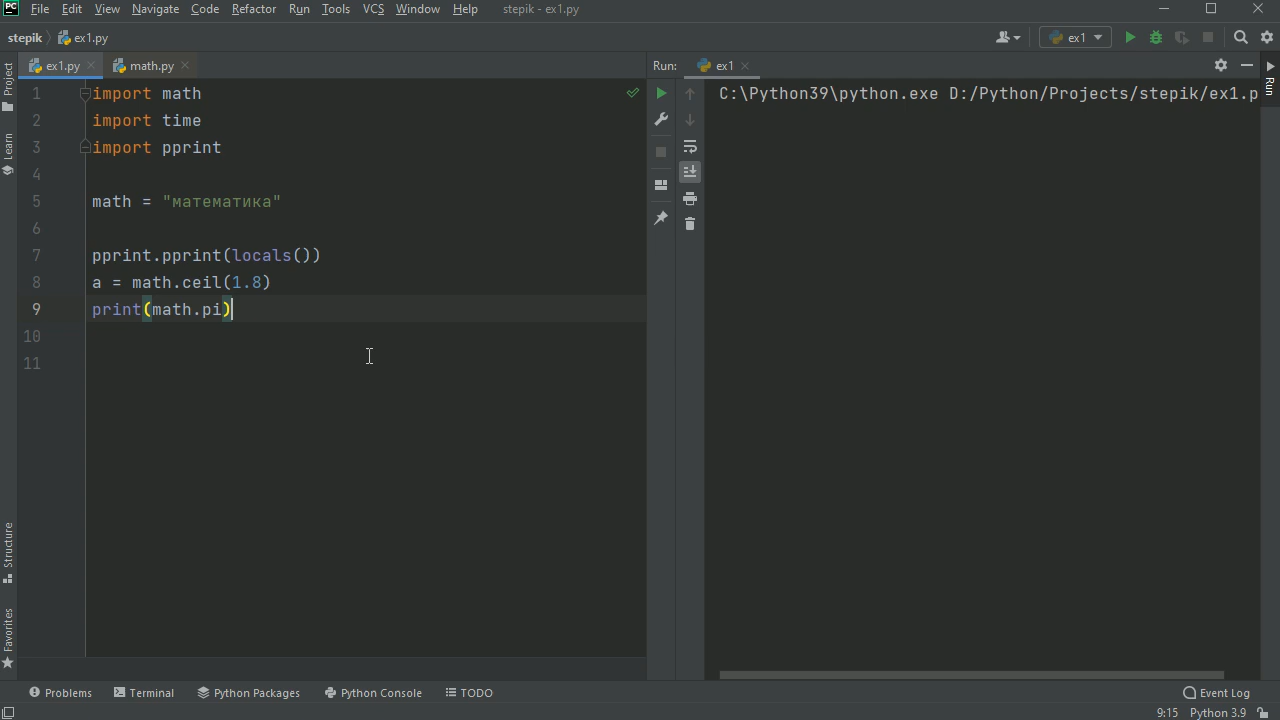 PC File Edit View Navigate Code Refactor Run Tools VCS Window Help stepik - ex1.py
stepik ex1.py ex1
ex1.py math.py Run: ex1
1 import math
2 import time
3 import pprint
4
5 math = "математика"
6
7 pprint.pprint(locals())
8 a = math.ceil(1.8)
9 print(math.pi)
10
11
C:\Python39\python.exe D:/Python/Projects/stepik/ex1.p
Project
Learn
Structure
Favorites
Run
Problems Terminal Python Packages Python Console TODO Event Log
9:15 Python 3.9